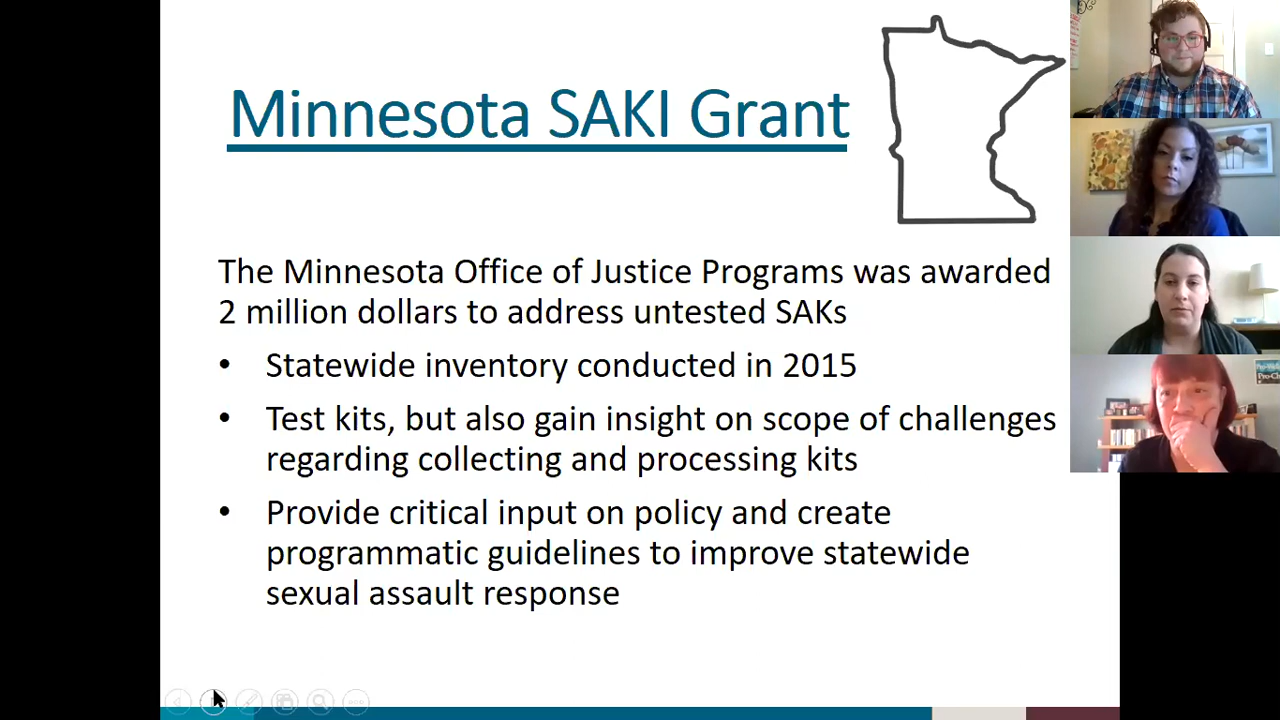 Minnesota SAKI Grant
The Minnesota Office of Justice Programs was awarded
2 million dollars to address untested SAKs
• Statewide inventory conducted in 2015
• Test kits, but also gain insight on scope of challenges
regarding collecting and processing kits
• Provide critical input on policy and create
programmatic guidelines to improve statewide
sexual assault response